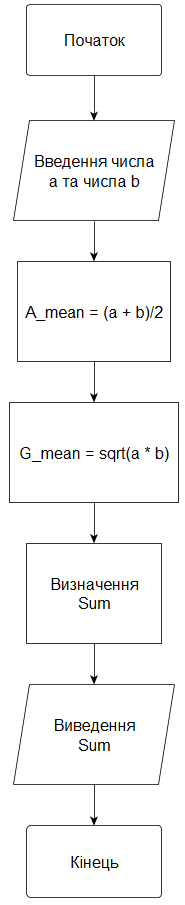 Початок
Введення числа
а та числа b
A_mean = (a + b)/2
G_mean = sqrt(a * b)
Визначення
Sum
Виведення
Sum
Кінець